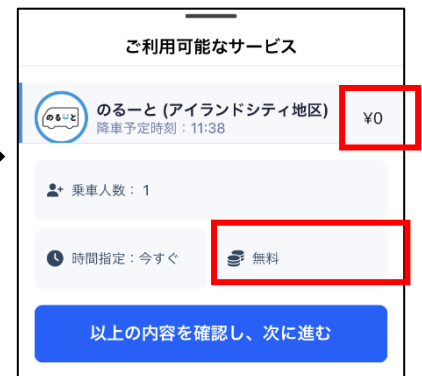 ご利用可能なサービス
のるーと
のるーと (アイランドシティ地区)
¥0
降車予定時刻：11:38
乗車人数： 1
時間指定：今すぐ
無料
以上の内容を確認し、次に進む